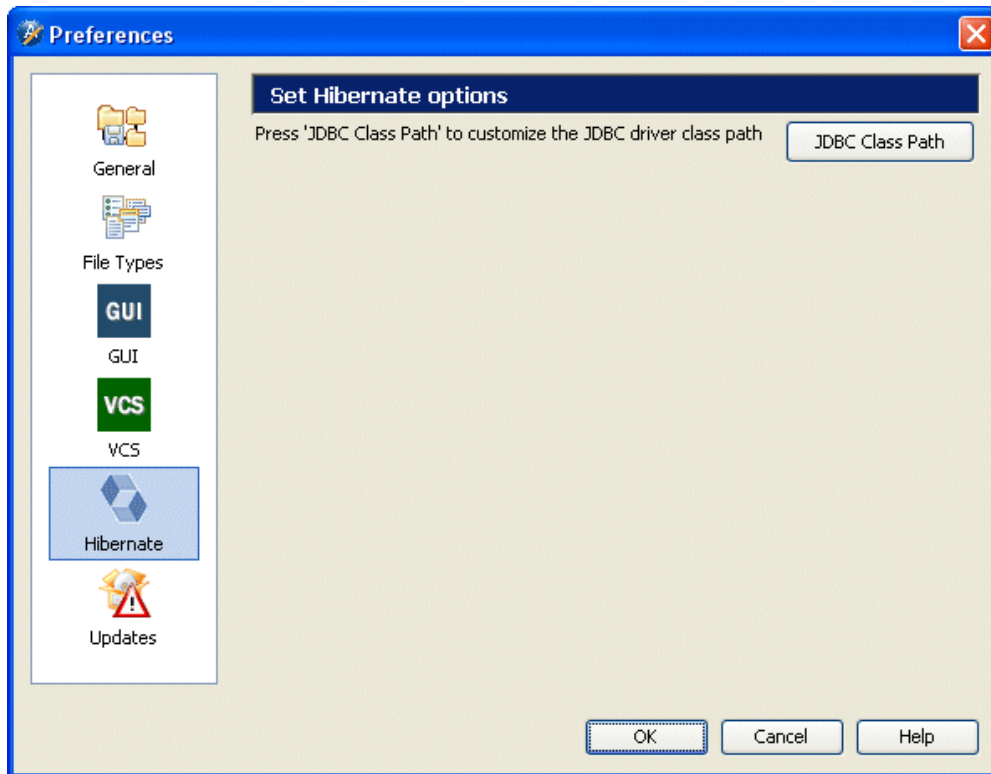 Preferences
General
File Types
GUI
GUI
VCS
VCS
Hibernate
Updates
Set Hibernate options
Press 'JDBC Class Path' to customize the JDBC driver class path
JDBC Class Path
OK
Cancel
Help